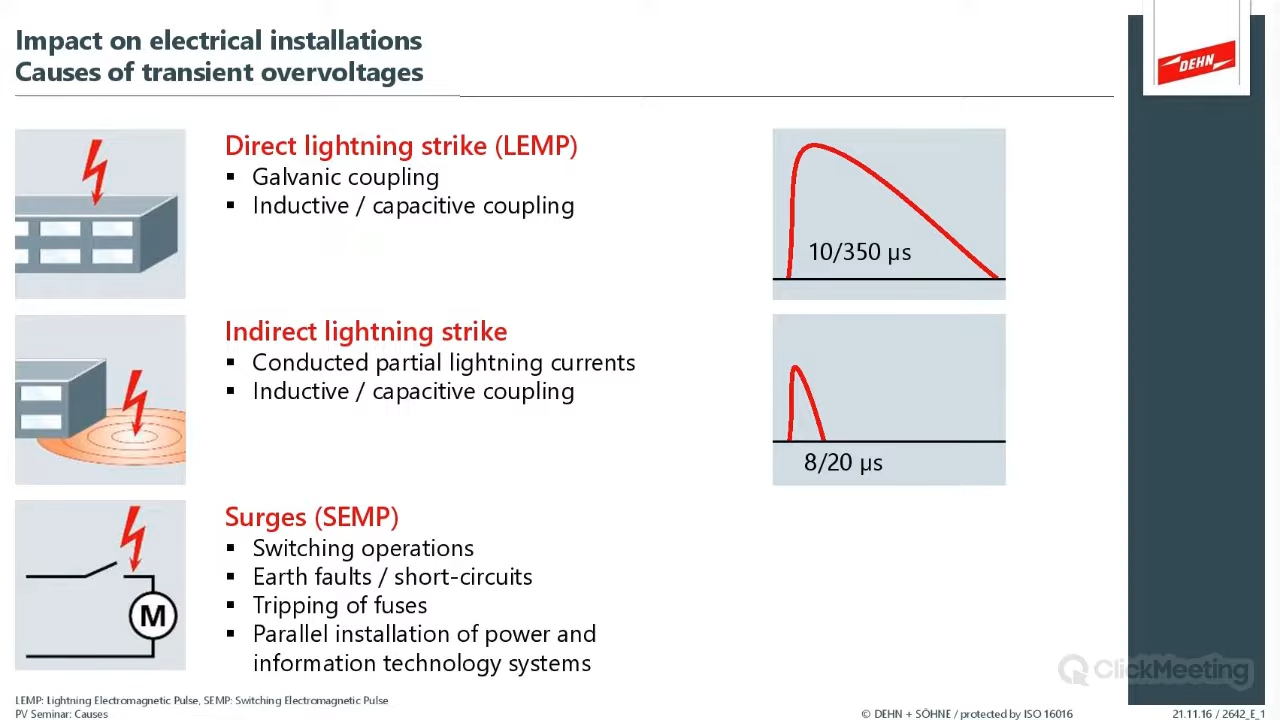 Impact on electrical installations
Causes of transient overvoltages
DEHN
Direct lightning strike (LEMP)
▪ Galvanic coupling
▪ Inductive / capacitive coupling
10/350 µs
Indirect lightning strike
▪ Conducted partial lightning currents
▪ Inductive / capacitive coupling
8/20 µs
Surges (SEMP)
▪ Switching operations
▪ Earth faults / short-circuits
▪ Tripping of fuses
▪ Parallel installation of power and
information technology systems
M
ClickMeeting
LEMP: Lightning Electromagnetic Pulse, SEMP: Switching Electromagnetic Pulse
PV Seminar: Causes
© DEHN + SÖHNE / protected by ISO 16016
21.11.16 / 2642_E_1